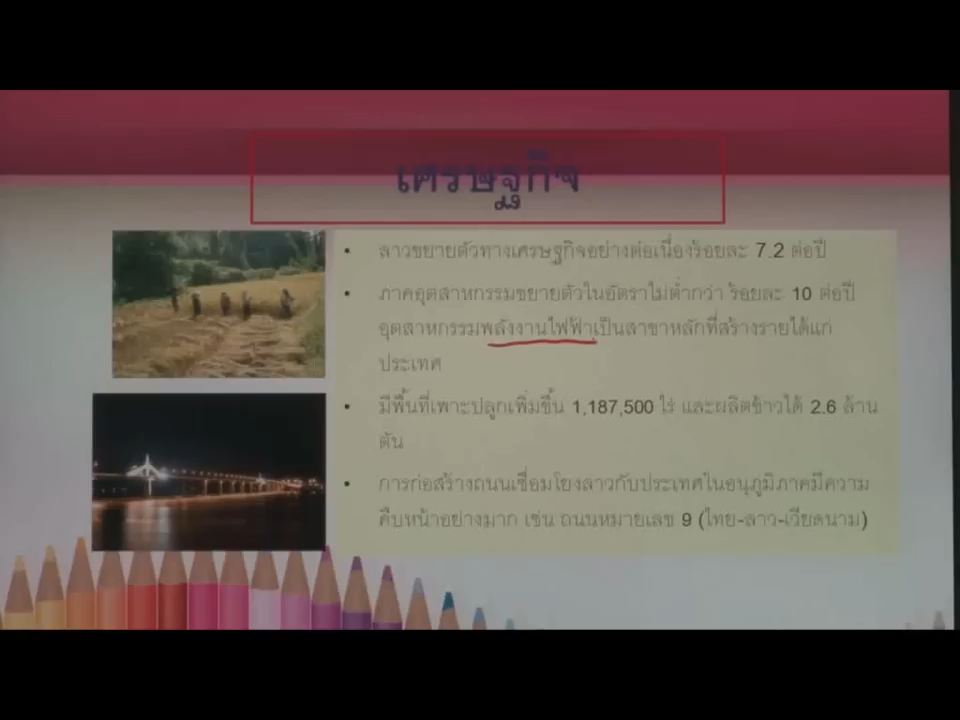 เศรษฐกิจ
• ลาวขยายตัวทางเศรษฐกิจอย่างต่อเนื่องร้อยละ 7.2 ต่อปี
• ภาคอุตสาหกรรมขยายตัวในอัตราไม่ต่ำกว่า ร้อยละ 10 ต่อปี
อุตสาหกรรมพลังงานไฟฟ้าเป็นสาขาหลักที่สร้างรายได้แก่
ประเทศ
• มีพื้นที่เพาะปลูกเพิ่มขึ้น 1,187,500 ไร่ และผลิตข้าวได้ 2.6 ล้าน
ตัน
• การก่อสร้างถนนเชื่อมโยงลาวกับประเทศในอนุภูมิภาคมีความ
คืบหน้าอย่างมาก เช่น ถนนหมายเลข 9 (ไทย-ลาว-เวียดนาม)